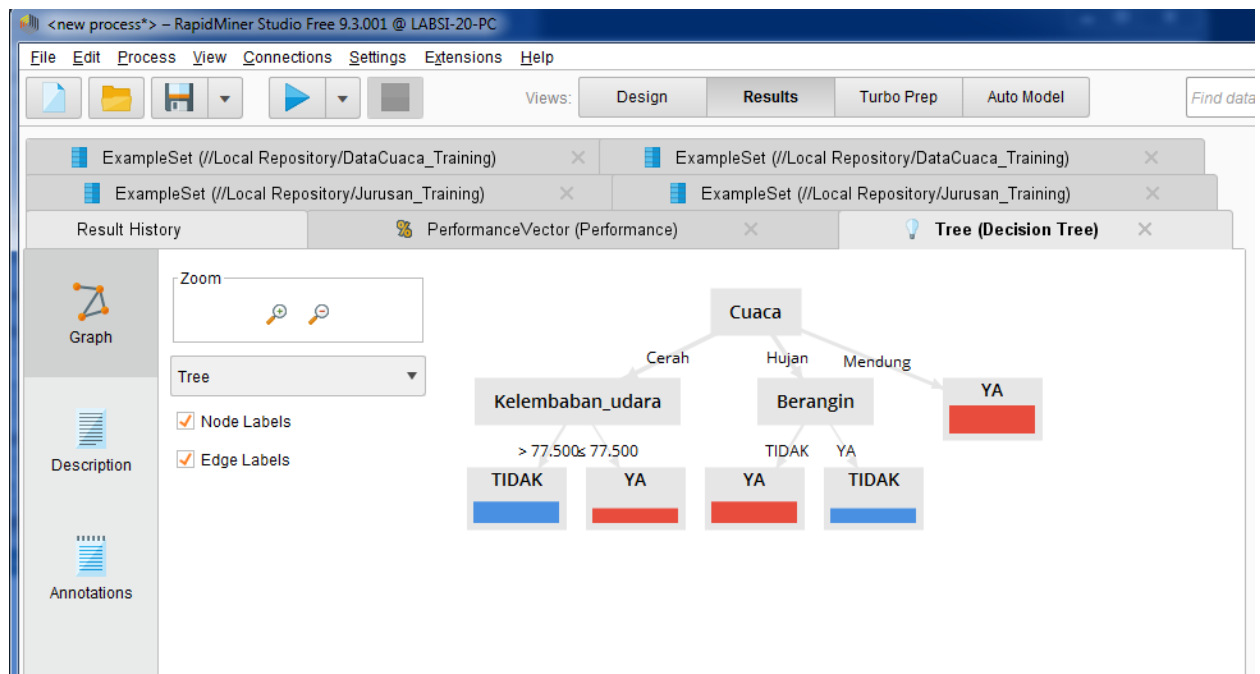 <new process*> – RapidMiner Studio Free 9.3.001 @ LABSI-20-PC
File Edit Process View Connections Settings Extensions Help
Views: Design Results Turbo Prep Auto Model Find data
ExampleSet (//Local Repository/DataCuaca_Training) ExampleSet (//Local Repository/DataCuaca_Training)
ExampleSet (//Local Repository/Jurusan_Training) ExampleSet (//Local Repository/Jurusan_Training)
Result History PerformanceVector (Performance) Tree (Decision Tree)
Graph
Description
Annotations
Zoom
Tree
Node Labels
Edge Labels
Cuaca
Cerah Hujan Mendung
Kelembaban_udara Berangin YA
> 77.500 ≤ 77.500 TIDAK YA
TIDAK YA YA TIDAK